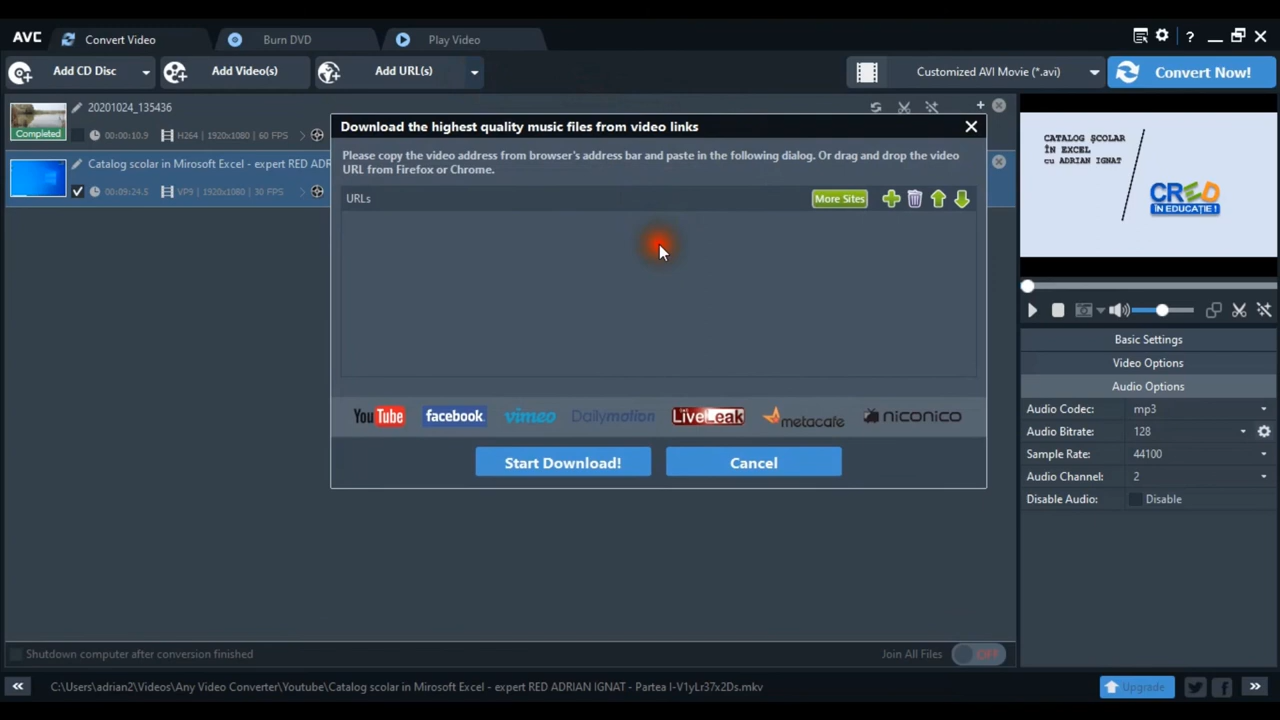 AVC
Convert Video
Burn DVD
Play Video
?
Add CD Disc
Add Video(s)
Add URL(s)
Customized AVI Movie (*.avi)
Convert Now!
20201024_135436
Completed
00:00:10.9
H264 | 1920x1080 | 60 FPS
Catalog scolar in Mirosoft Excel - expert RED ADR
00:09:24.5
VP9 | 1920x1080 | 30 FPS
Download the highest quality music files from video links
Please copy the video address from browser's address bar and paste in the following dialog. Or drag and drop the video
URL from Firefox or Chrome.
URLs
More Sites
YouTube
facebook
vimeo
Dailymotion
LiveLeak
metacafe
niconico
Start Download!
Cancel
CATALOG ŞCOLAR
ÎN EXCEL
cu ADRIAN IGNAT
CRED
ÎN EDUCAȚIE!
Basic Settings
Video Options
Audio Options
Audio Codec: mp3
Audio Bitrate: 128
Sample Rate: 44100
Audio Channel: 2
Disable Audio: Disable
Shutdown computer after conversion finished
Join All Files
OFF
C:\Users\adrian2\Videos\Any Video Converter\Youtube\Catalog scolar in Mirosoft Excel - expert RED ADRIAN IGNAT - Partea I-V1yLr37x2Ds.mkv
Upgrade